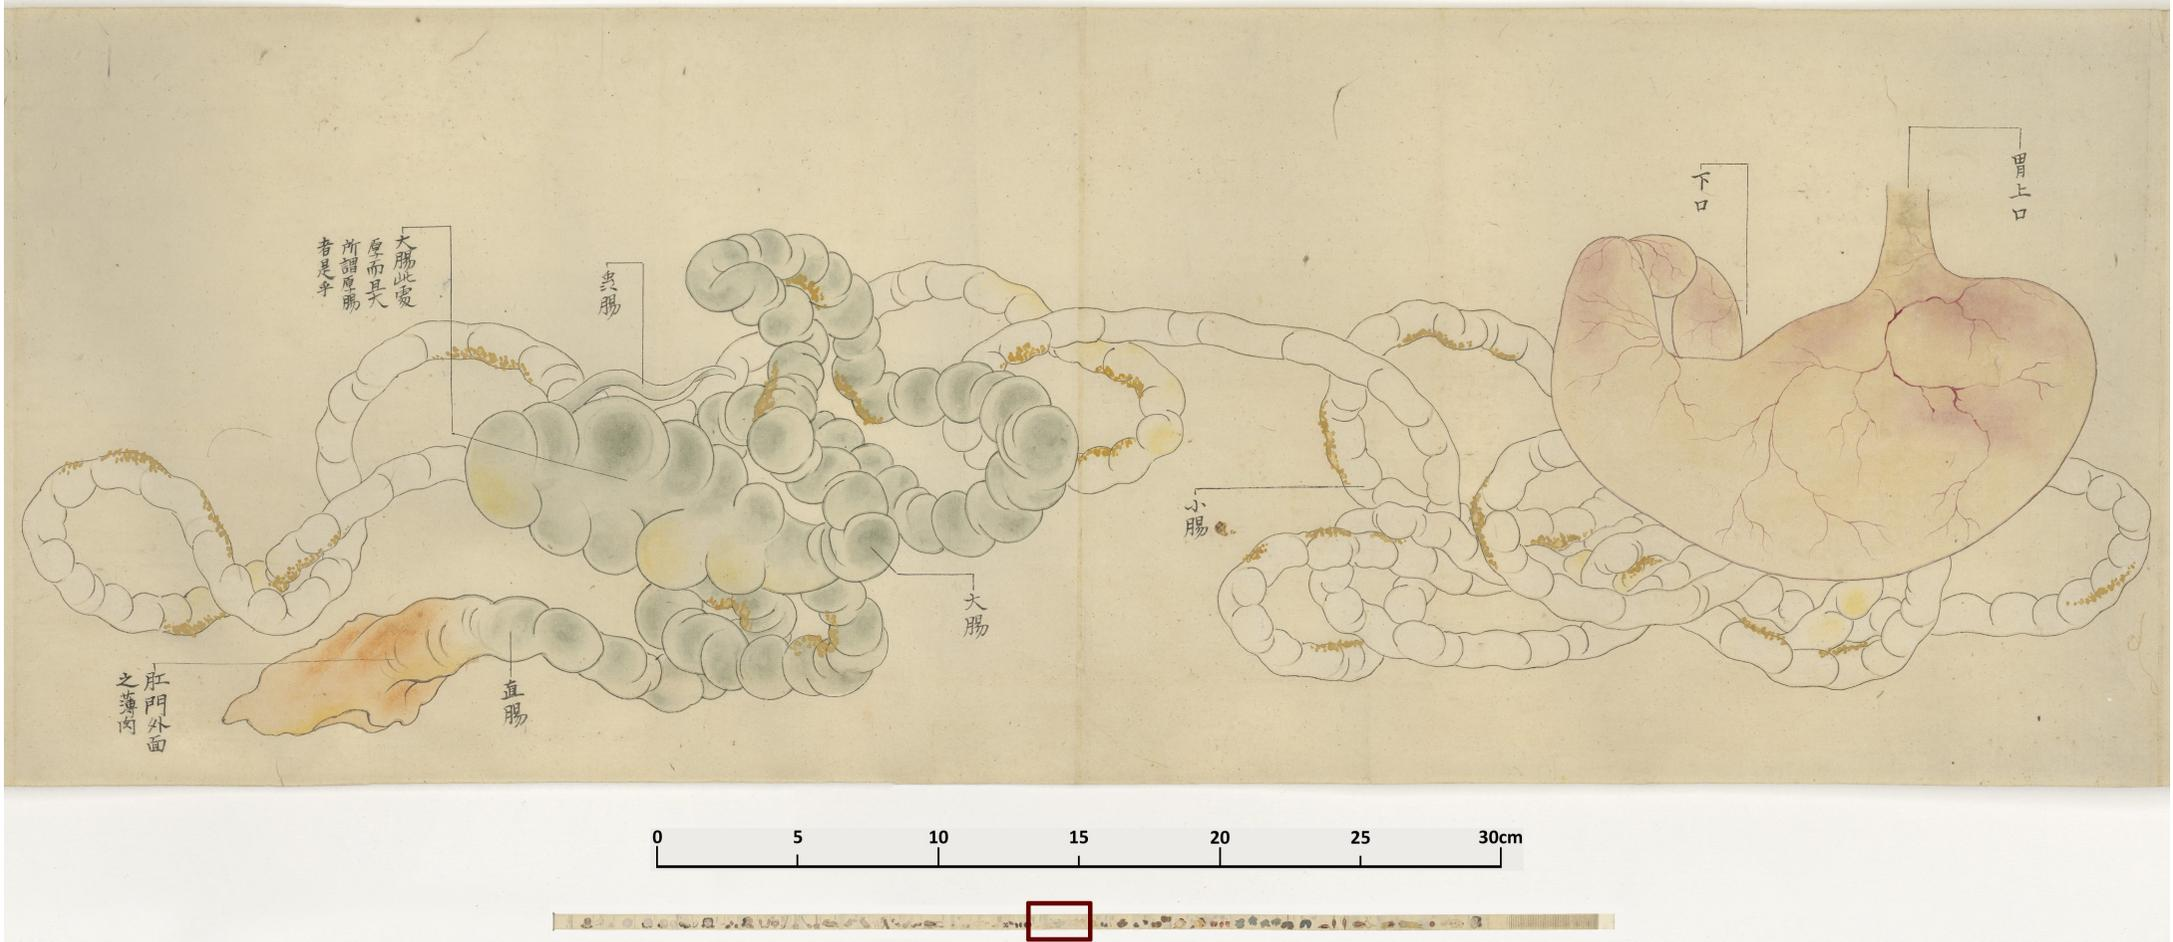 胃上口
下口
小腸
大腸
虫腸
大腸此處
厚而且大
所謂厚腸
者是乎
直腸
肛門外面
之薄肉
0 5 10 15 20 25 30cm